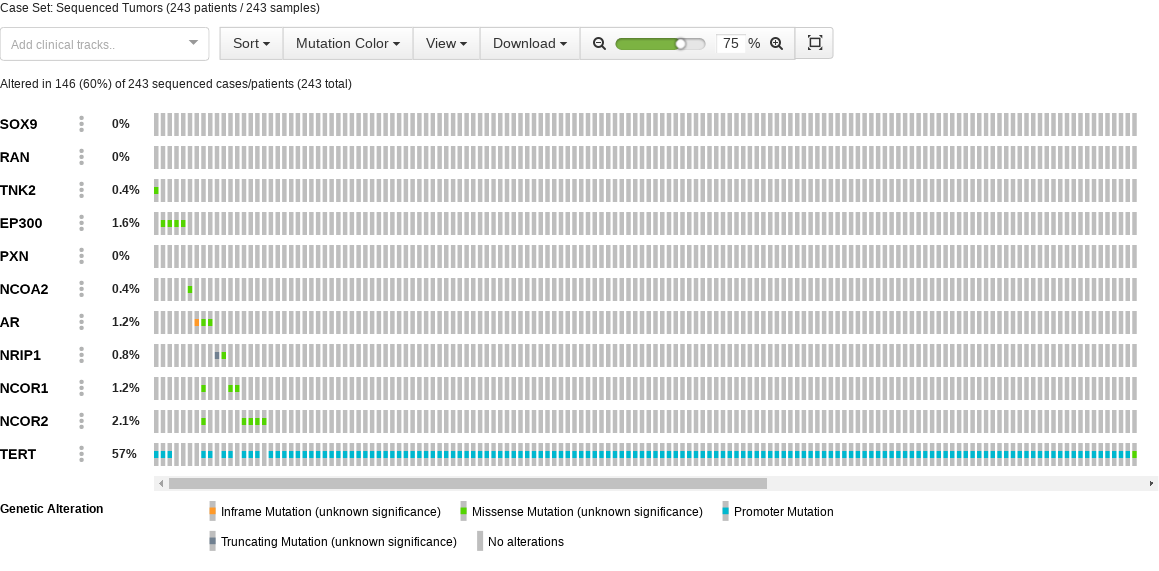 Case Set: Sequenced Tumors (243 patients / 243 samples)
Add clinical tracks.. Sort Mutation Color View Download 75 %
Altered in 146 (60%) of 243 sequenced cases/patients (243 total)
SOX9 0%
RAN 0%
TNK2 0.4%
EP300 1.6%
PXN 0%
NCOA2 0.4%
AR 1.2%
NRIP1 0.8%
NCOR1 1.2%
NCOR2 2.1%
TERT 57%
Genetic Alteration Inframe Mutation (unknown significance) Missense Mutation (unknown significance) Promoter Mutation
Truncating Mutation (unknown significance) No alterations